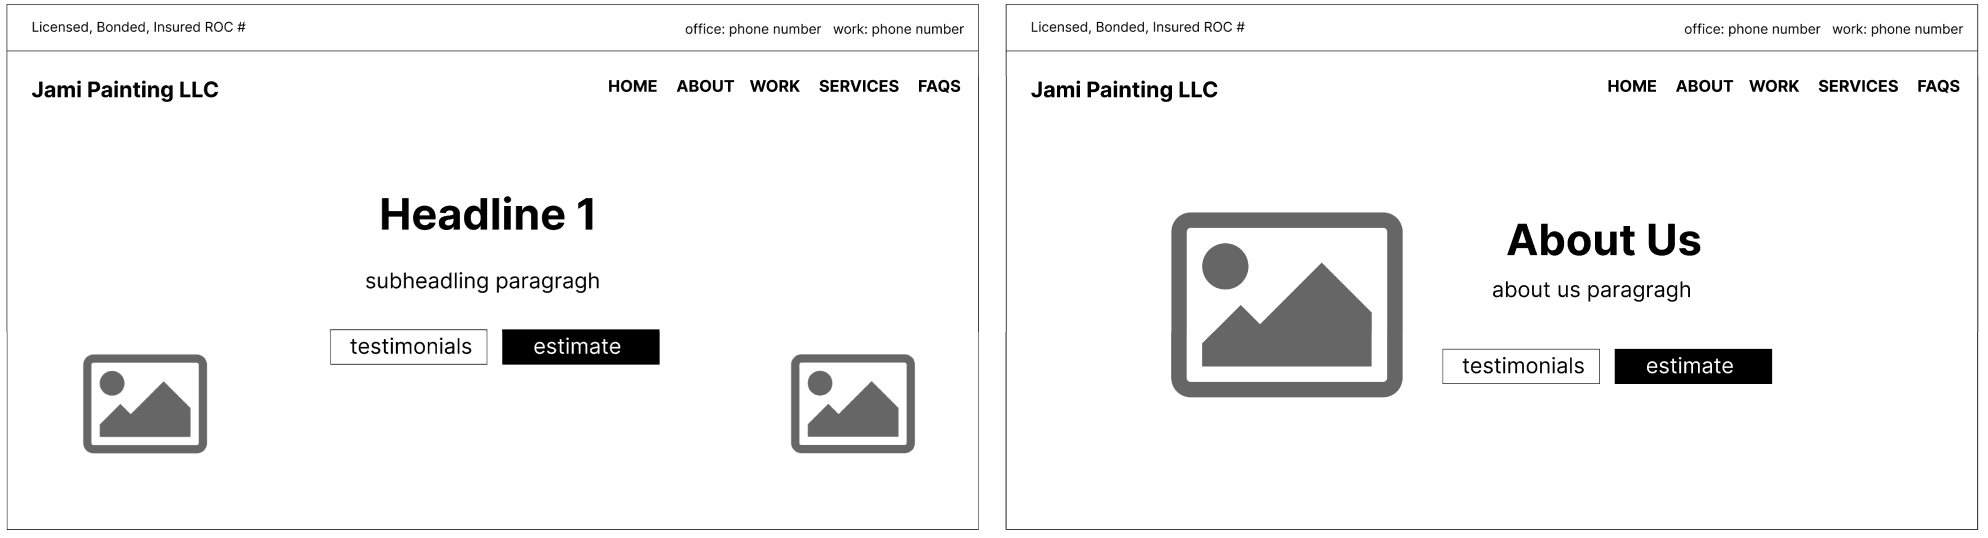 Licensed, Bonded, Insured ROC #
office: phone number work: phone number
Jami Painting LLC
HOME ABOUT WORK SERVICES FAQS
Headline 1
subheadling paragragh
testimonials estimate
Licensed, Bonded, Insured ROC #
office: phone number work: phone number
Jami Painting LLC
HOME ABOUT WORK SERVICES FAQS
About Us
about us paragragh
testimonials estimate